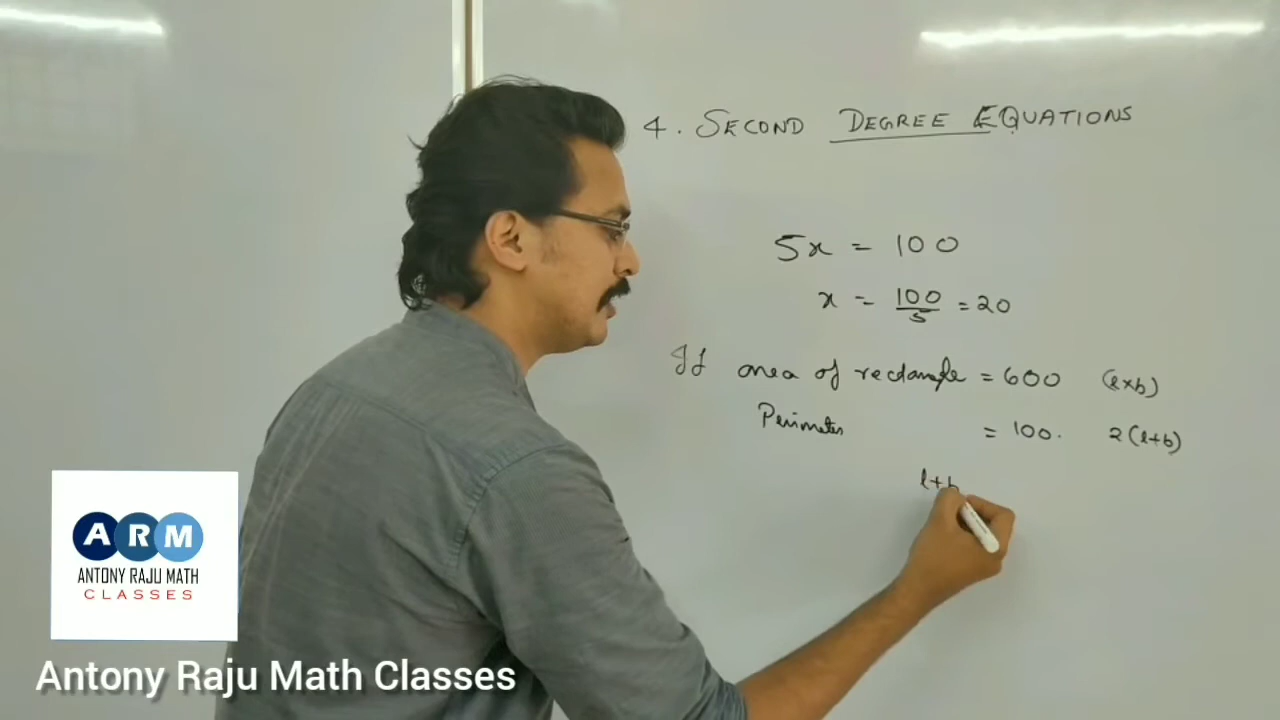 4. SECOND DEGREE EQUATIONS
5x = 100
x = 100/5 = 20
If area of rectangle = 600 (l×b)
Perimeter = 100. 2(l+b)
l+b
ARM
ANTONY RAJU MATH
CLASSES
Antony Raju Math Classes